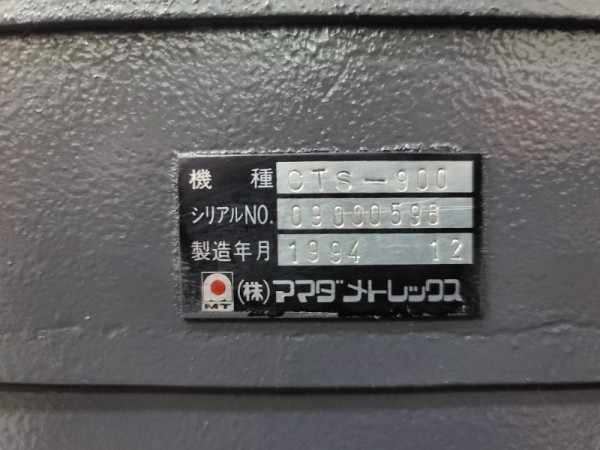 機種 CTS-900
シリアルNO. 09000596
製造年月 1994 12
MT (株)アマダメトレックス